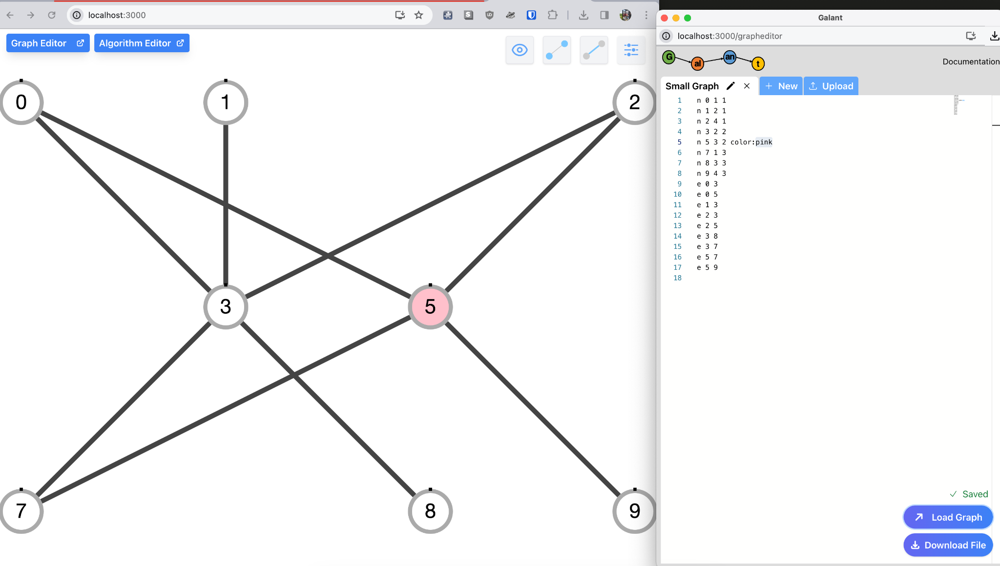 localhost:3000
Graph Editor
Algorithm Editor
0
1
2
3
5
7
8
9
Galant
localhost:3000/grapheditor
G al an t
Documentation
Small Graph
+ New
Upload
1 n 0 1 1
2 n 1 2 1
3 n 2 4 1
4 n 3 2 2
5 n 5 3 2 color:pink
6 n 7 1 3
7 n 8 3 3
8 n 9 4 3
9 e 0 3
10 e 0 5
11 e 1 3
12 e 2 3
13 e 2 5
14 e 3 8
15 e 3 7
16 e 5 7
17 e 5 9
18
Saved
Load Graph
Download File